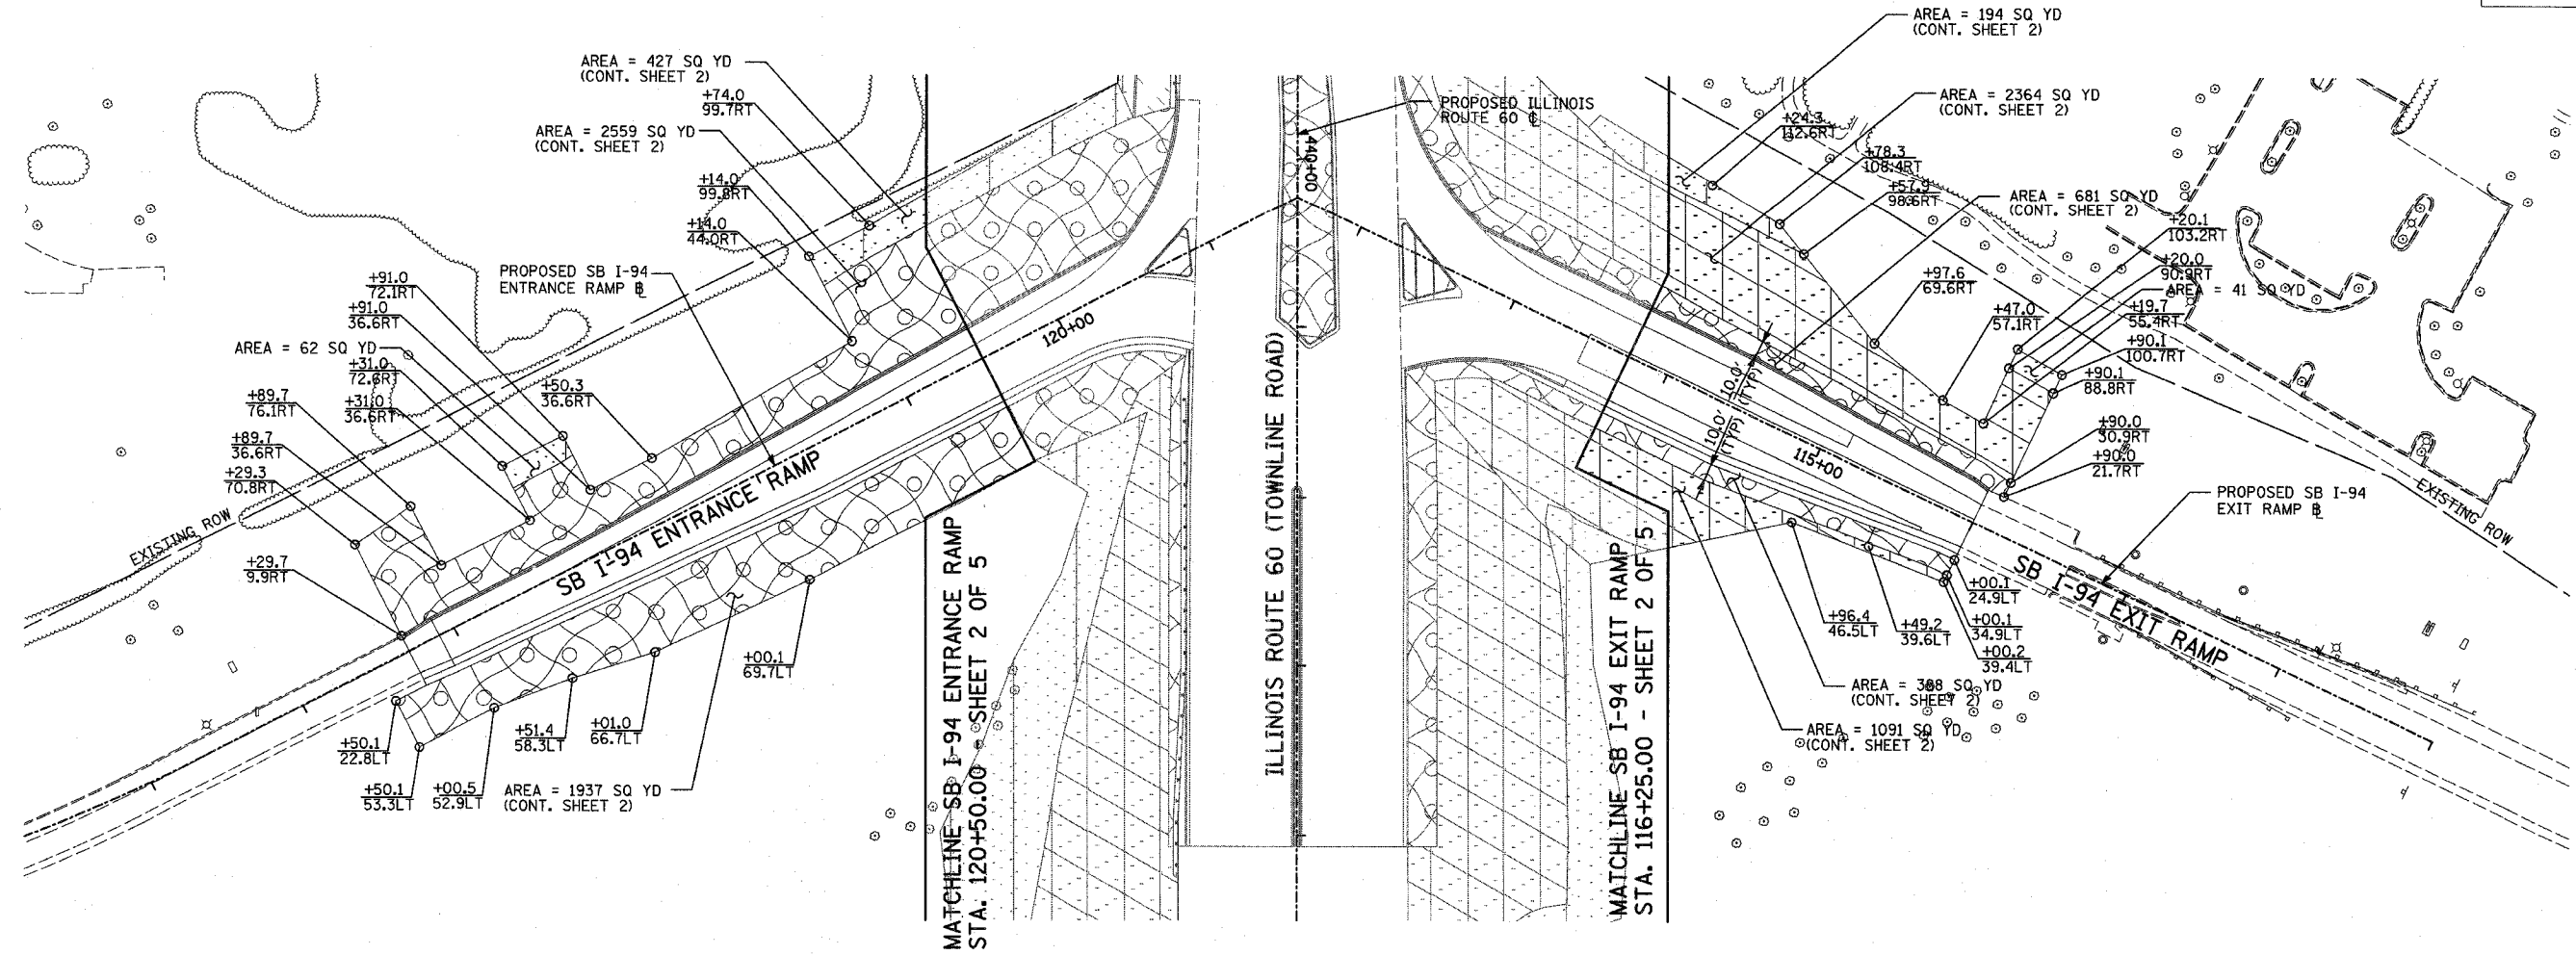 AREA = 427 SQ YD
(CONT. SHEET 2)
+74.0
99.7RT
AREA = 2559 SQ YD
(CONT. SHEET 2)
+14.0
99.8RT
+14.0
44.0RT
PROPOSED SB I-94
ENTRANCE RAMP B
+91.0
72.1RT
+91.0
36.6RT
AREA = 62 SQ YD
+31.0
72.6RT
+31.0
36.6RT
+50.3
36.6RT
+89.7
76.1RT
+89.7
36.6RT
+29.3
70.8RT
EXISTING ROW
+29.7
9.9RT
SB I-94 ENTRANCE RAMP
120+00
+50.1
22.8LT
+50.1
53.3LT
+00.5
52.9LT
+51.4
58.3LT
+01.0
66.7LT
+00.1
69.7LT
AREA = 1937 SQ YD
(CONT. SHEET 2)
MATCHLINE SB I-94 ENTRANCE RAMP
STA. 120+50.00 - SHEET 2 OF 5
PROPOSED ILLINOIS
ROUTE 60 ℄
440+00
ILLINOIS ROUTE 60 (TOWNLINE ROAD)
MATCHLINE SB I-94 EXIT RAMP
STA. 116+25.00 - SHEET 2 OF 5
AREA = 194 SQ YD
(CONT. SHEET 2)
AREA = 2364 SQ YD
(CONT. SHEET 2)
+24.3
112.6RT
+78.3
108.4RT
+57.9
98.6RT
AREA = 681 SQ YD
(CONT. SHEET 2)
+20.1
103.2RT
+20.0
90.9RT
AREA = 41 SQ YD
+97.6
69.6RT
+47.0
57.1RT
+19.7
55.4RT
+90.1
100.7RT
+90.1
88.8RT
+90.0
30.9RT
+90.0
21.7RT
10.0'
(TYP)
10.0'
(TYP)
115+00
PROPOSED SB I-94
EXIT RAMP B
EXISTING ROW
SB I-94 EXIT RAMP
+00.1
24.9LT
+00.1
34.9LT
+00.2
39.4LT
+49.2
39.6LT
+96.4
46.5LT
AREA = 388 SQ YD
(CONT. SHEET 2)
AREA = 1091 SQ YD
(CONT. SHEET 2)